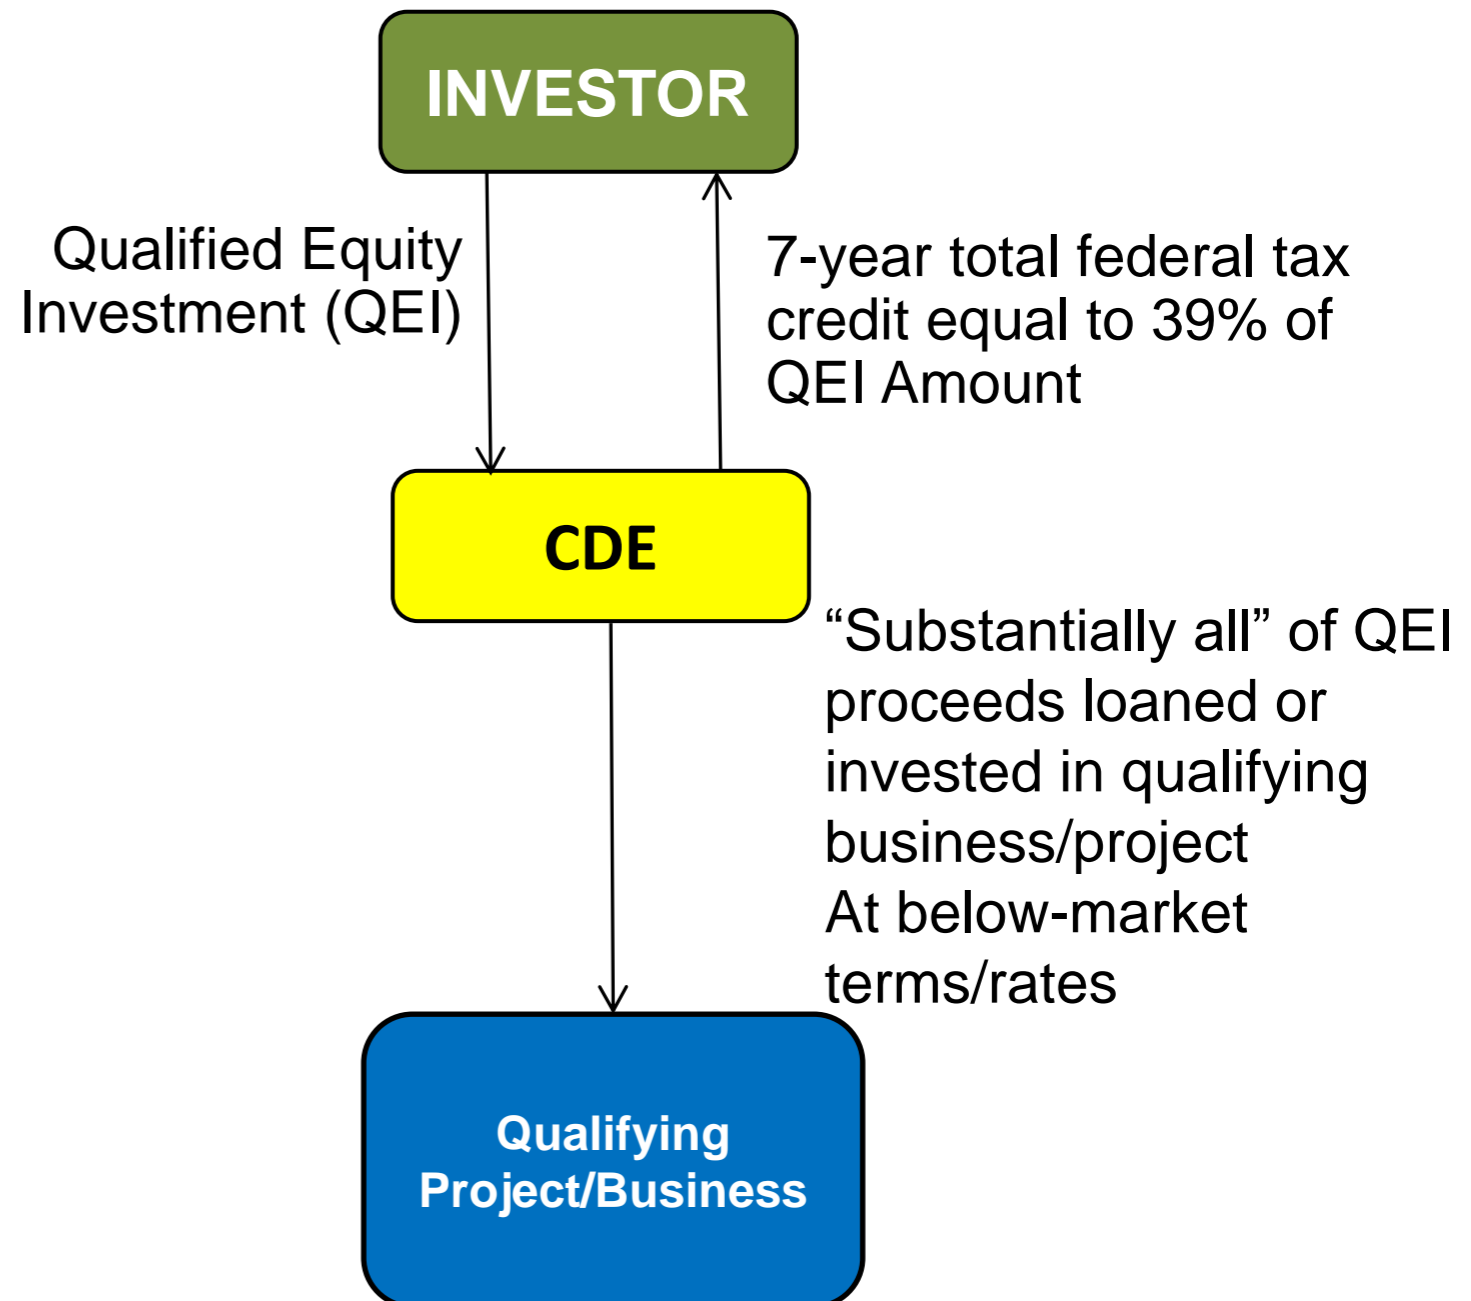 INVESTOR
Qualified Equity
Investment (QEI)
7-year total federal tax
credit equal to 39% of
QEI Amount
CDE
“Substantially all” of QEI
proceeds loaned or
invested in qualifying
business/project
At below-market
terms/rates
Qualifying
Project/Business